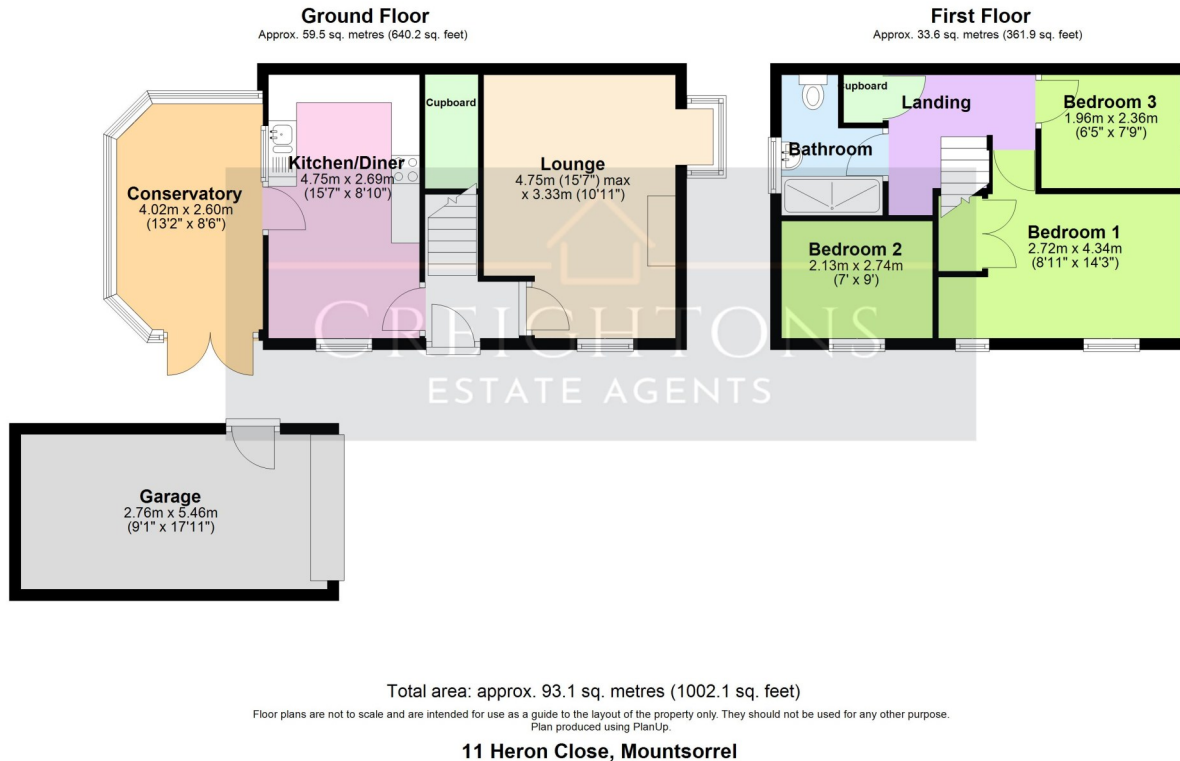 Ground Floor
Approx. 59.5 sq. metres (640.2 sq. feet)
First Floor
Approx. 33.6 sq. metres (361.9 sq. feet)
Cupboard
Kitchen/Diner
4.75m x 2.69m
(15'7" x 8'10")
Lounge
4.75m (15'7") max
x 3.33m (10'11")
Conservatory
4.02m x 2.60m
(13'2" x 8'6")
upboard
Landing
Bathroom
Bedroom 3
1.96m x 2.36m
(6'5" x 7'9")
Bedroom 2
2.13m x 2.74m
(7' x 9')
Bedroom 1
2.72m x 4.34m
(8'11" x 14'3")
CREIGHTONS
ESTATE AGENTS
Garage
2.76m x 5.46m
(9'1" x 17'11")
Total area: approx. 93.1 sq. metres (1002.1 sq. feet)
Floor plans are not to scale and are intended for use as a guide to the layout of the property only. They should not be used for any other purpose.
Plan produced using PlanUp.
11 Heron Close, Mountsorrel